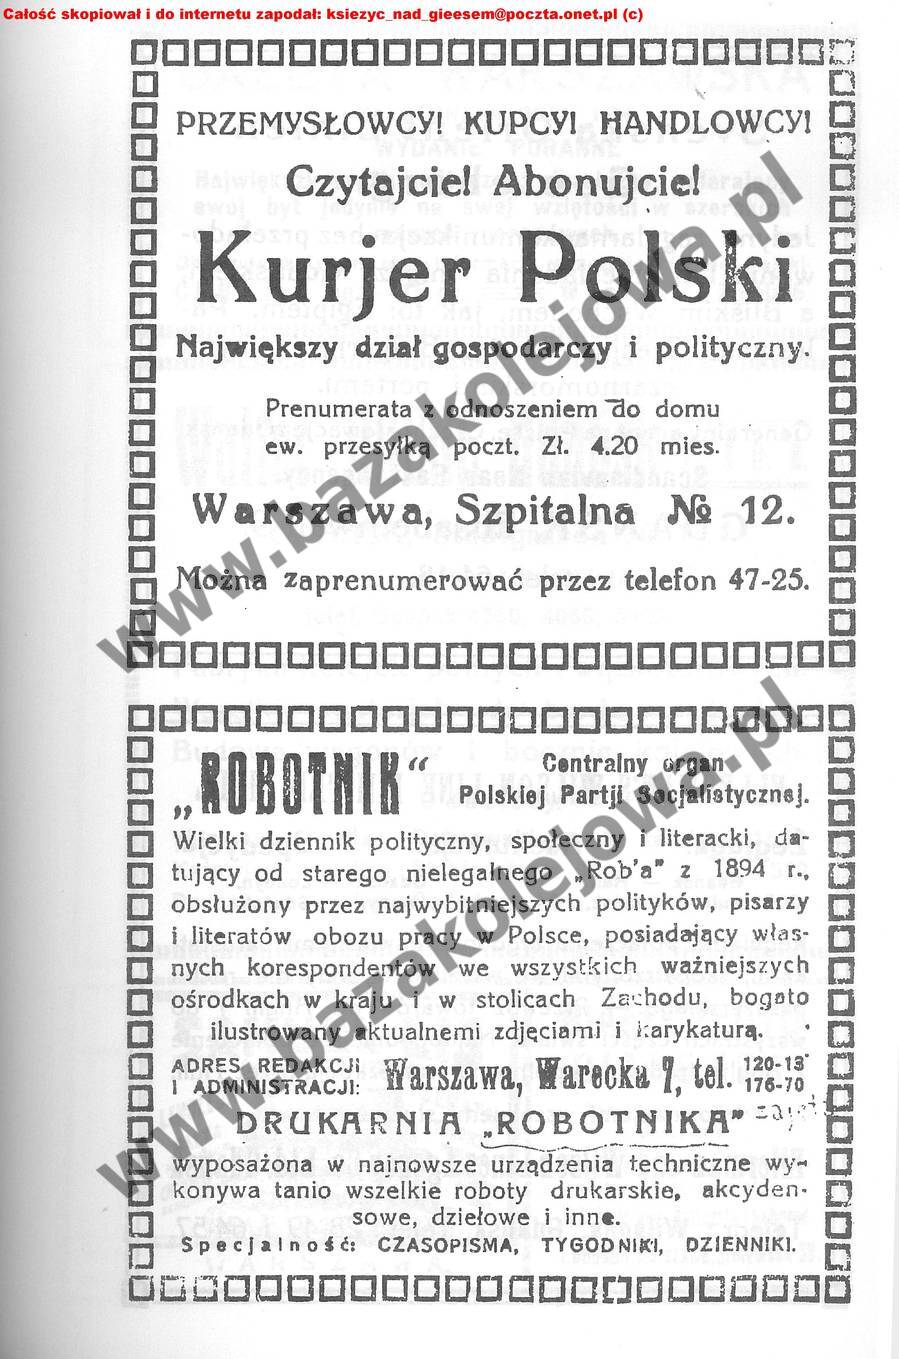 Całość skopiował i do internetu zapodał: ksiezyc_nad_gieesem@poczta.onet.pl (c)
PRZEMYSŁOWCY! KUPCY! HANDLOWCY!
Czytajcie! Abonujcie!
Kurjer Polski
Największy dział gospodarczy i polityczny.
Prenumerata z odnoszeniem do domu
ew. przesyłką poczt. Zł. 4.20 mies.
Warszawa, Szpitalna № 12.
Można zaprenumerować przez telefon 47-25.
www.bazakolejowa.pl
„ROBOTNIK“
Centralny organ
Polskiej Partji Socjalistycznej.
Wielki dziennik polityczny, społeczny i literacki, da-
tujący od starego nielegalnego „Rob'a" z 1894 r.,
obsłużony przez najwybitniejszych polityków, pisarzy
i literatów obozu pracy w Polsce, posiadający włas-
nych korespondentów we wszystkich ważniejszych
ośrodkach w kraju i w stolicach Zachodu, bogato
ilustrowany aktualnemi zdjęciami i karykaturą.
ADRES REDAKCJI
I ADMINISTRACJI: Warszawa, Warecka 7, tel. 120-13
176-70
DRUKARNIA „ROBOTNIKA"
wyposażona w najnowsze urządzenia techniczne wy-
konywa tanio wszelkie roboty drukarskie, akcyden-
sowe, dziełowe i inne.
Specjalność: CZASOPISMA, TYGODNIKI, DZIENNIKI.
www.bazakolejowa.pl